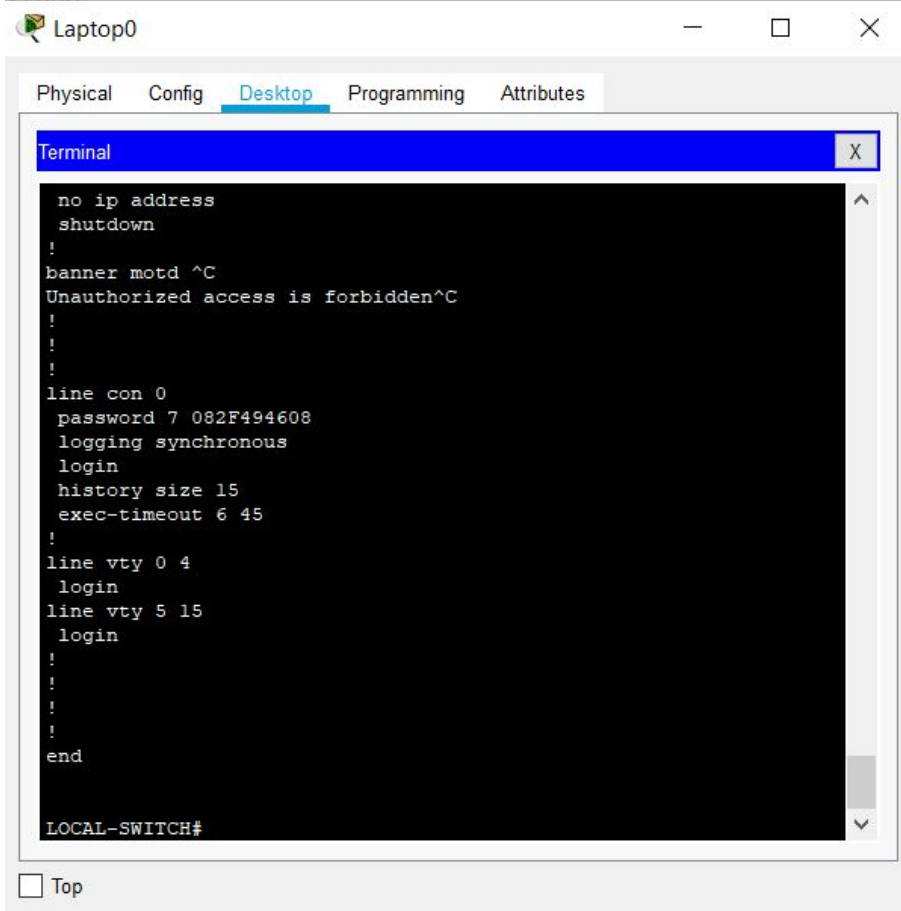 Laptop0
Physical Config Desktop Programming Attributes
Terminal X
no ip address
shutdown
!
banner motd ^C
Unauthorized access is forbidden^C
!
!
!
line con 0
password 7 082F494608
logging synchronous
login
history size 15
exec-timeout 6 45
!
line vty 0 4
login
line vty 5 15
login
!
!
!
!
end
LOCAL-SWITCH#
Top